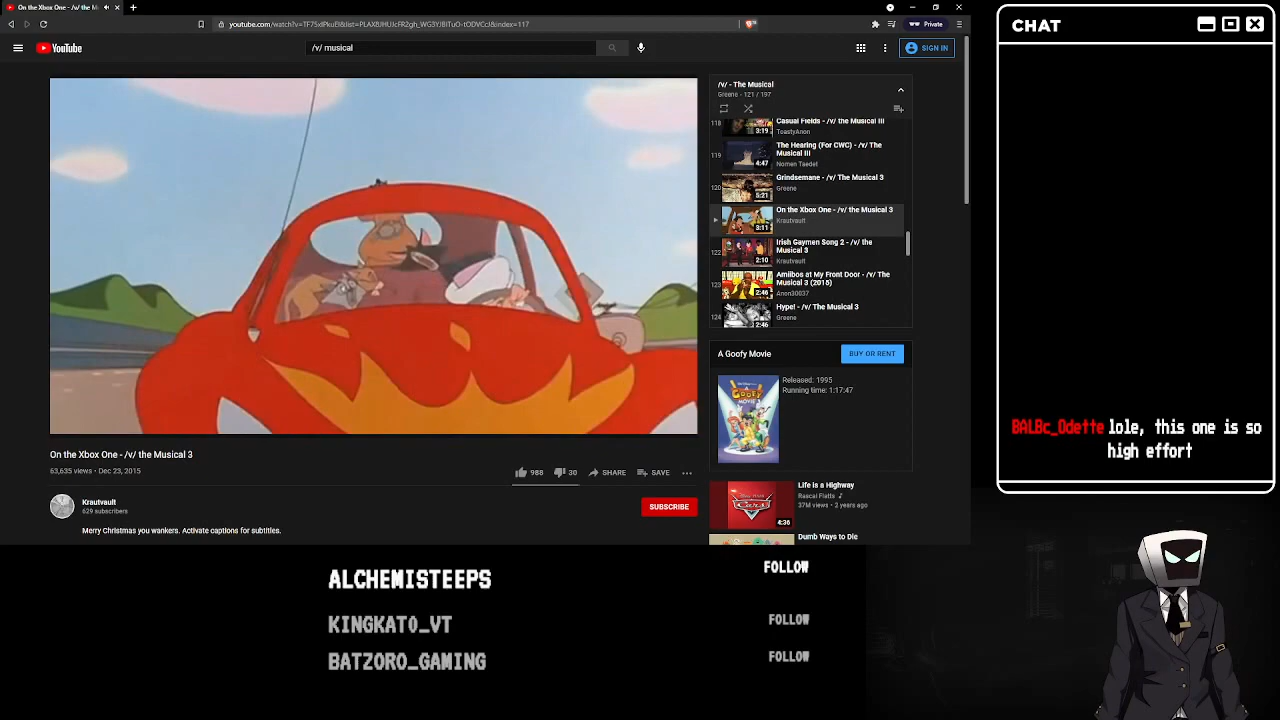 On the Xbox One - /v/ the Mu
youtube.com/watch?v=TF75xIPkuEI&list=PLAX8UHUJcFR2gh_WG3YJBITuO-tODVCcJ&index=117
Private
YouTube
/v/ musical
SIGN IN
/v/ - The Musical
Greene - 121 / 197
118
Casual Fields - /v/ the Musical III
ToastyAnon
3:19
119
The Hearing (For CWC) - /v/ The
Musical III
Nomen Taedet
4:47
120
Grindsemane - /v/ The Musical 3
Greene
5:21
On the Xbox One - /v/ the Musical 3
Krautvault
3:11
122
Irish Gaymen Song 2 - /v/ the
Musical 3
Krautvault
2:10
123
Amiibos at My Front Door - /v/ The
Musical 3 (2015)
Anon30037
2:46
124
Hype! - /v/ The Musical 3
Greene
2:46
A Goofy Movie
BUY OR RENT
Released: 1995
Running time: 1:17:47
Life is a Highway
Rascal Flatts
37M views • 2 years ago
4:36
Dumb Ways to Die
On the Xbox One - /v/ the Musical 3
63,635 views • Dec 23, 2015
988
30
SHARE
SAVE
Krautvault
629 subscribers
SUBSCRIBE
Merry Christmas you wankers. Activate captions for subtitles.
CHAT
BALBc_Odette lole, this one is so
high effort
ALCHEMISTEEPS
FOLLOW
KINGKATO_VT
FOLLOW
BATZORO_GAMING
FOLLOW